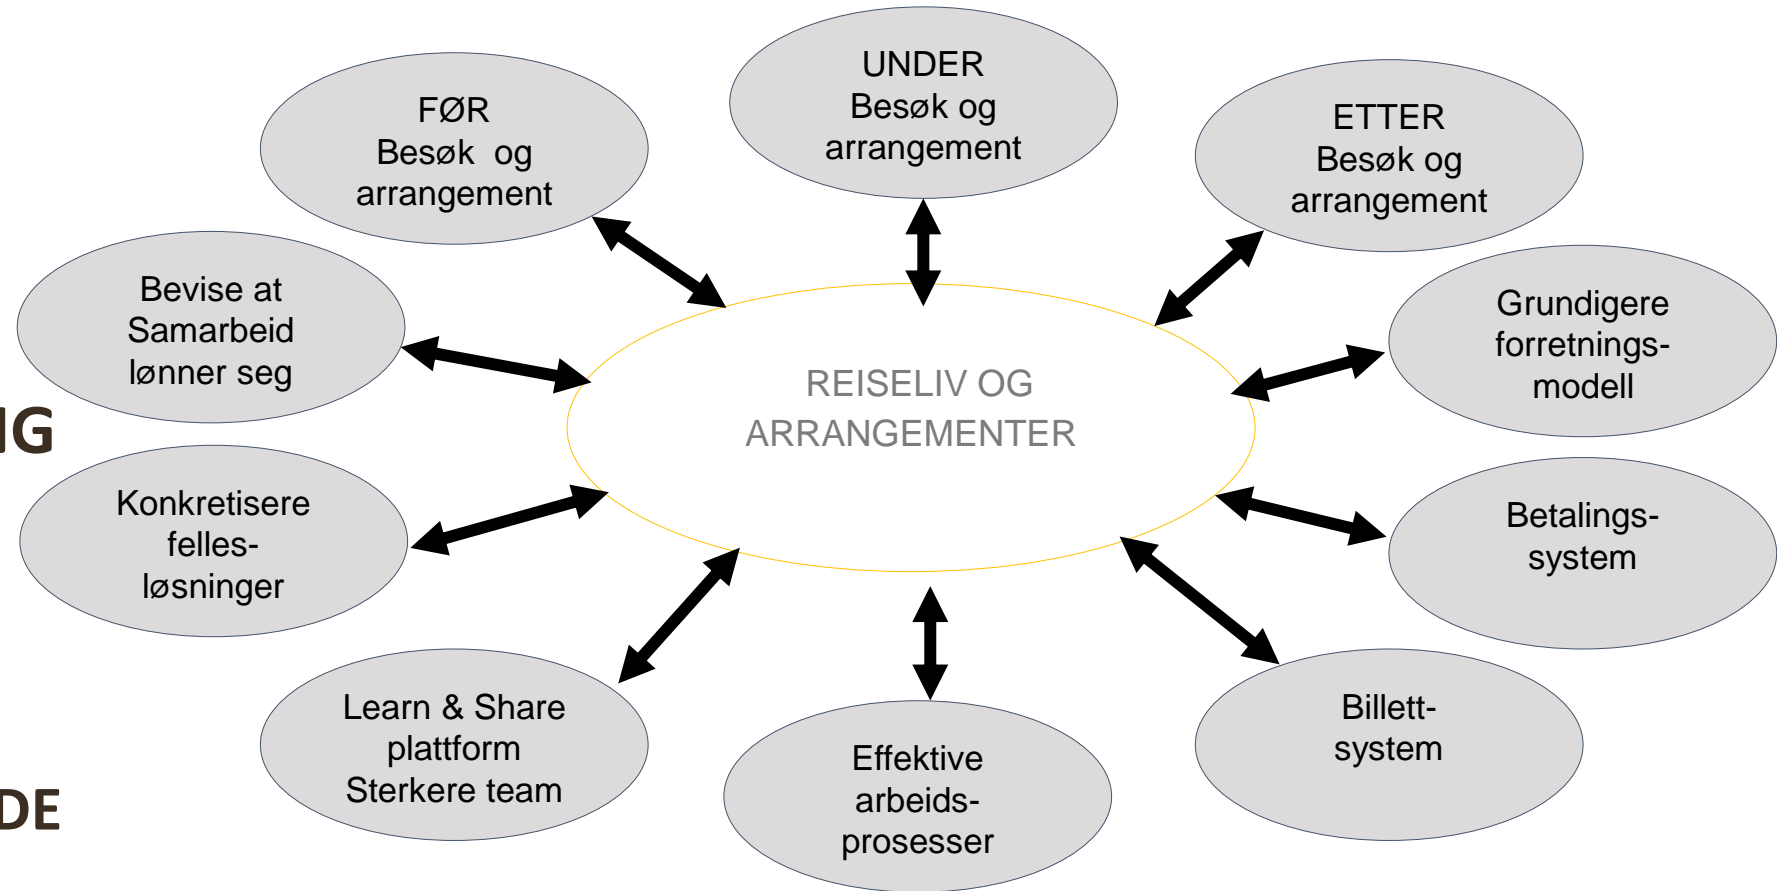 FØR
Besøk og
arrangement
UNDER
Besøk og
arrangement
ETTER
Besøk og
arrangement
Bevise at
Samarbeid
lønner seg
Grundigere
forretnings-
modell
REISELIV OG
ARRANGEMENTER
IG
Konkretisere
felles-
løsninger
Betalings-
system
Learn & Share
plattform
Sterkere team
Effektive
arbeids-
prosesser
Billett-
system
DE